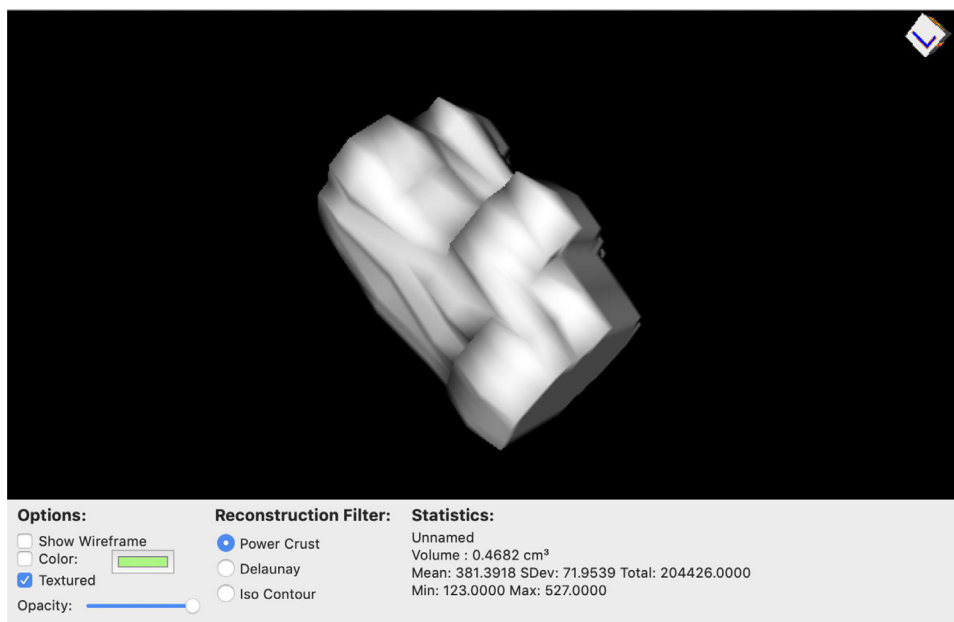 Options:
Show Wireframe
Color:
Textured
Opacity:
Reconstruction Filter:
Power Crust
Delaunay
Iso Contour
Statistics:
Unnamed
Volume : 0.4682 cm³
Mean: 381.3918 SDev: 71.9539 Total: 204426.0000
Min: 123.0000 Max: 527.0000